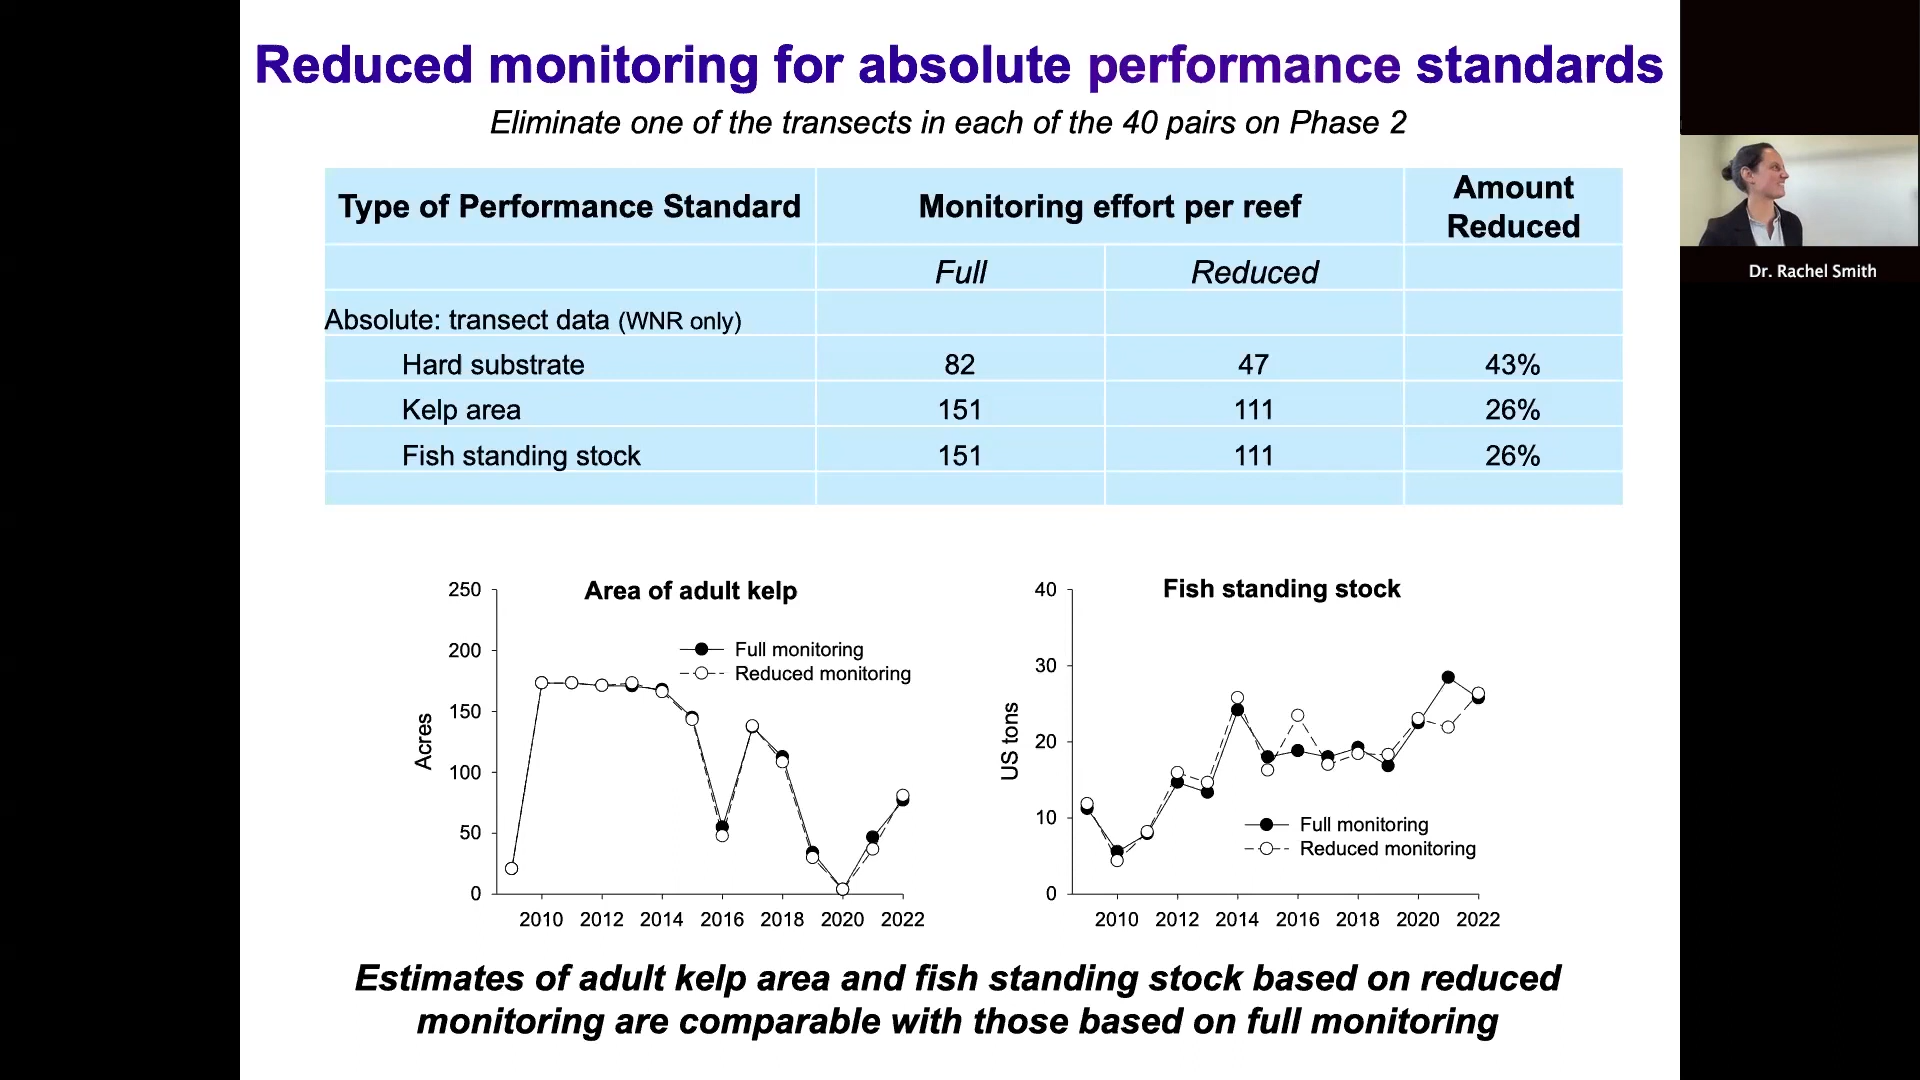 Reduced monitoring for absolute performance standards
Eliminate one of the transects in each of the 40 pairs on Phase 2
Type of Performance Standard
Monitoring effort per reef
Amount
Reduced
Full
Reduced
Absolute: transect data (WNR only)
Hard substrate 82 47 43%
Kelp area 151 111 26%
Fish standing stock 151 111 26%
Dr. Rachel Smith
Area of adult kelp
250
200
150
100
50
0
Acres
Full monitoring
Reduced monitoring
2010 2012 2014 2016 2018 2020 2022
Fish standing stock
40
30
20
10
0
US tons
Full monitoring
Reduced monitoring
2010 2012 2014 2016 2018 2020 2022
Estimates of adult kelp area and fish standing stock based on reduced
monitoring are comparable with those based on full monitoring